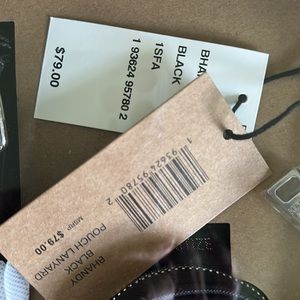 BHA
BLACK
1SFA
1 93624 95780 2
$79.00
1 93624 95780 2
BHANDY
BLACK
POUCH LANYARD
MSRP $79.00